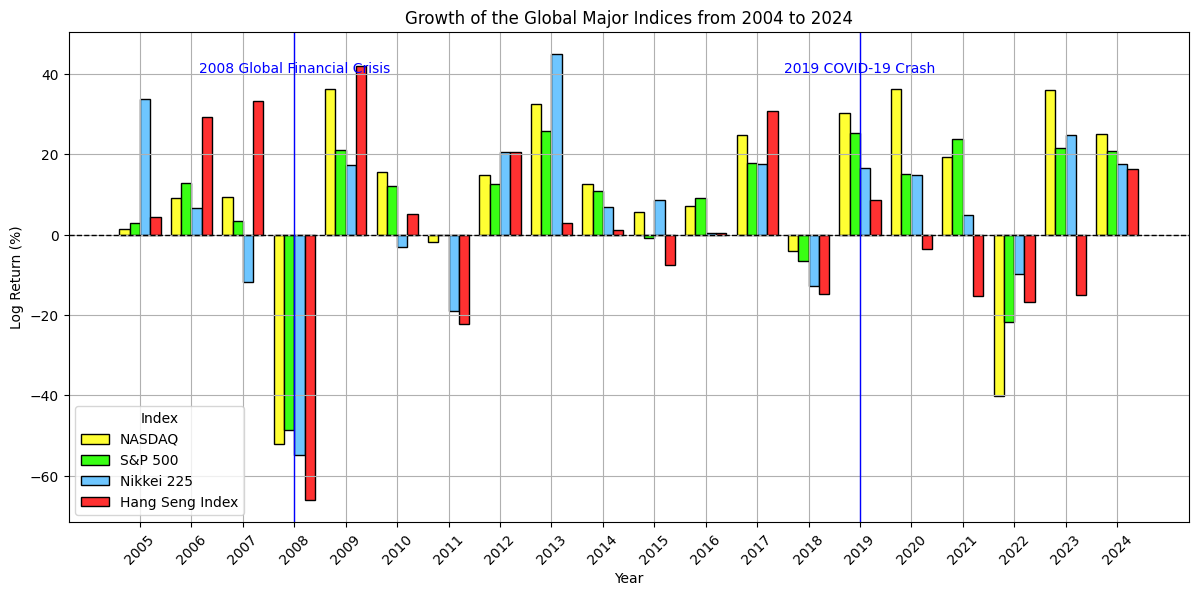 Growth of the Global Major Indices from 2004 to 2024
2008 Global Financial Crisis
2019 COVID-19 Crash
Log Return (%)
40
20
0
−20
−40
−60
Index
NASDAQ
S&P 500
Nikkei 225
Hang Seng Index
2005
2006
2007
2008
2009
2010
2011
2012
2013
2014
2015
2016
2017
2018
2019
2020
2021
2022
2023
2024
Year